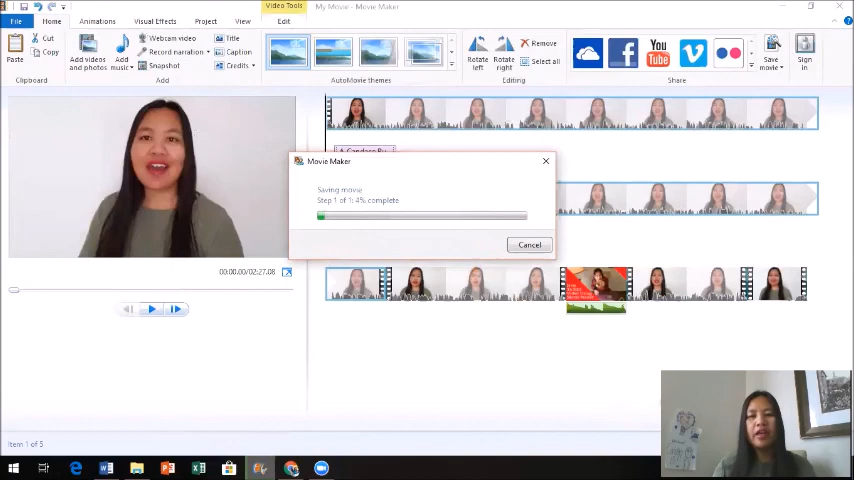 Video Tools
My Movie - Movie Maker
File
Home
Animations
Visual Effects
Project
View
Edit
Paste
Cut
Copy
Clipboard
Add videos
and photos
Add
music
Webcam video
Record narration
Snapshot
Title
Caption
Credits
Add
AutoMovie themes
Rotate
left
Rotate
right
Remove
Select all
Editing
You
Tube
Share
Save
movie
Sign
in
Movie Maker
Saving movie
Step 1 of 1: 4% complete
Cancel
00:00.00/02:27.08
Item 1 of 5